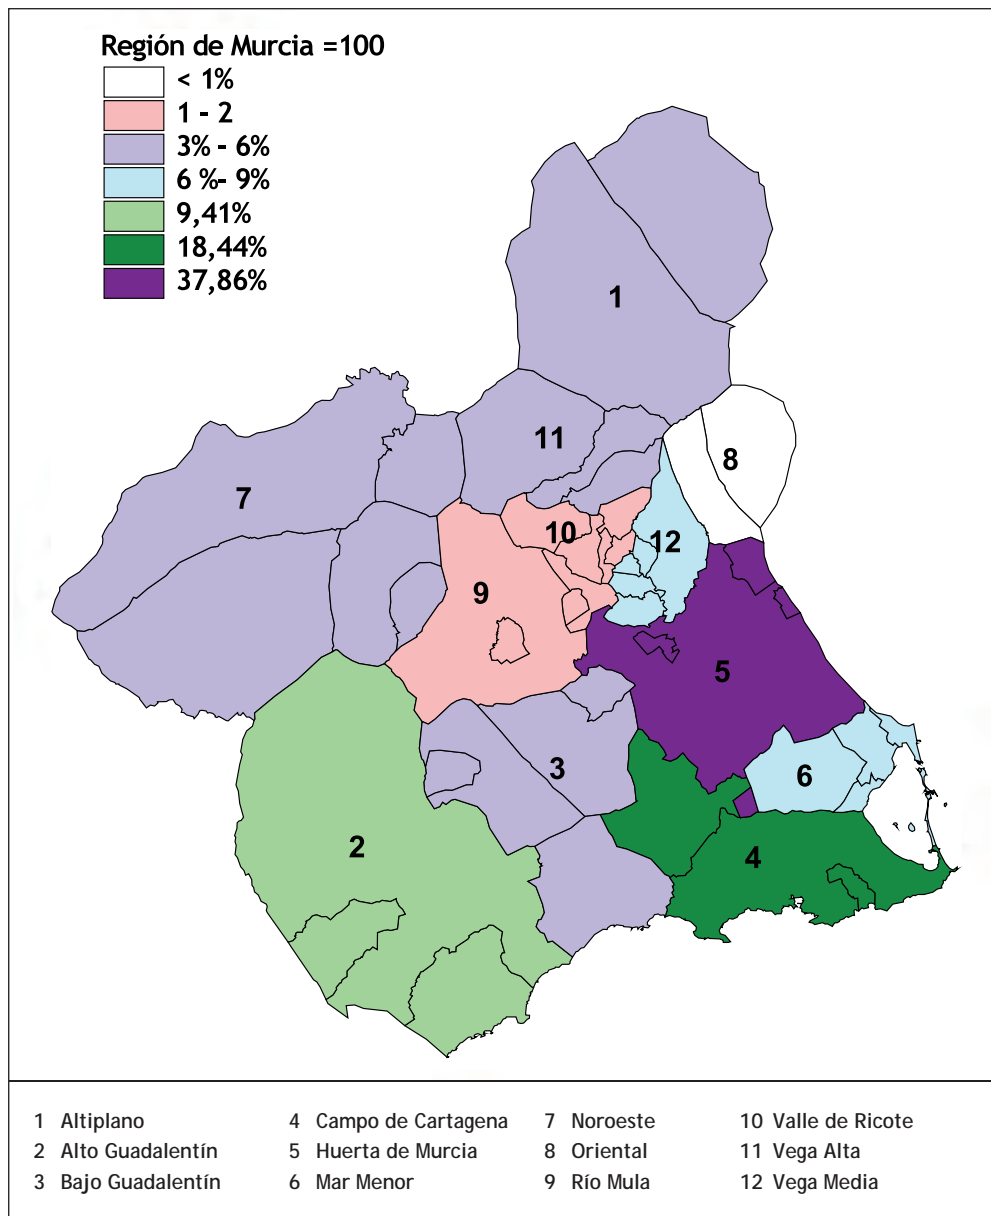 Región de Murcia =100
< 1%
1 - 2
3% - 6%
6 %- 9%
9,41%
18,44%
37,86%
1
11
8
7
10
12
9
5
3
6
2
4
1 Altiplano
2 Alto Guadalentín
3 Bajo Guadalentín
4 Campo de Cartagena
5 Huerta de Murcia
6 Mar Menor
7 Noroeste
8 Oriental
9 Río Mula
10 Valle de Ricote
11 Vega Alta
12 Vega Media